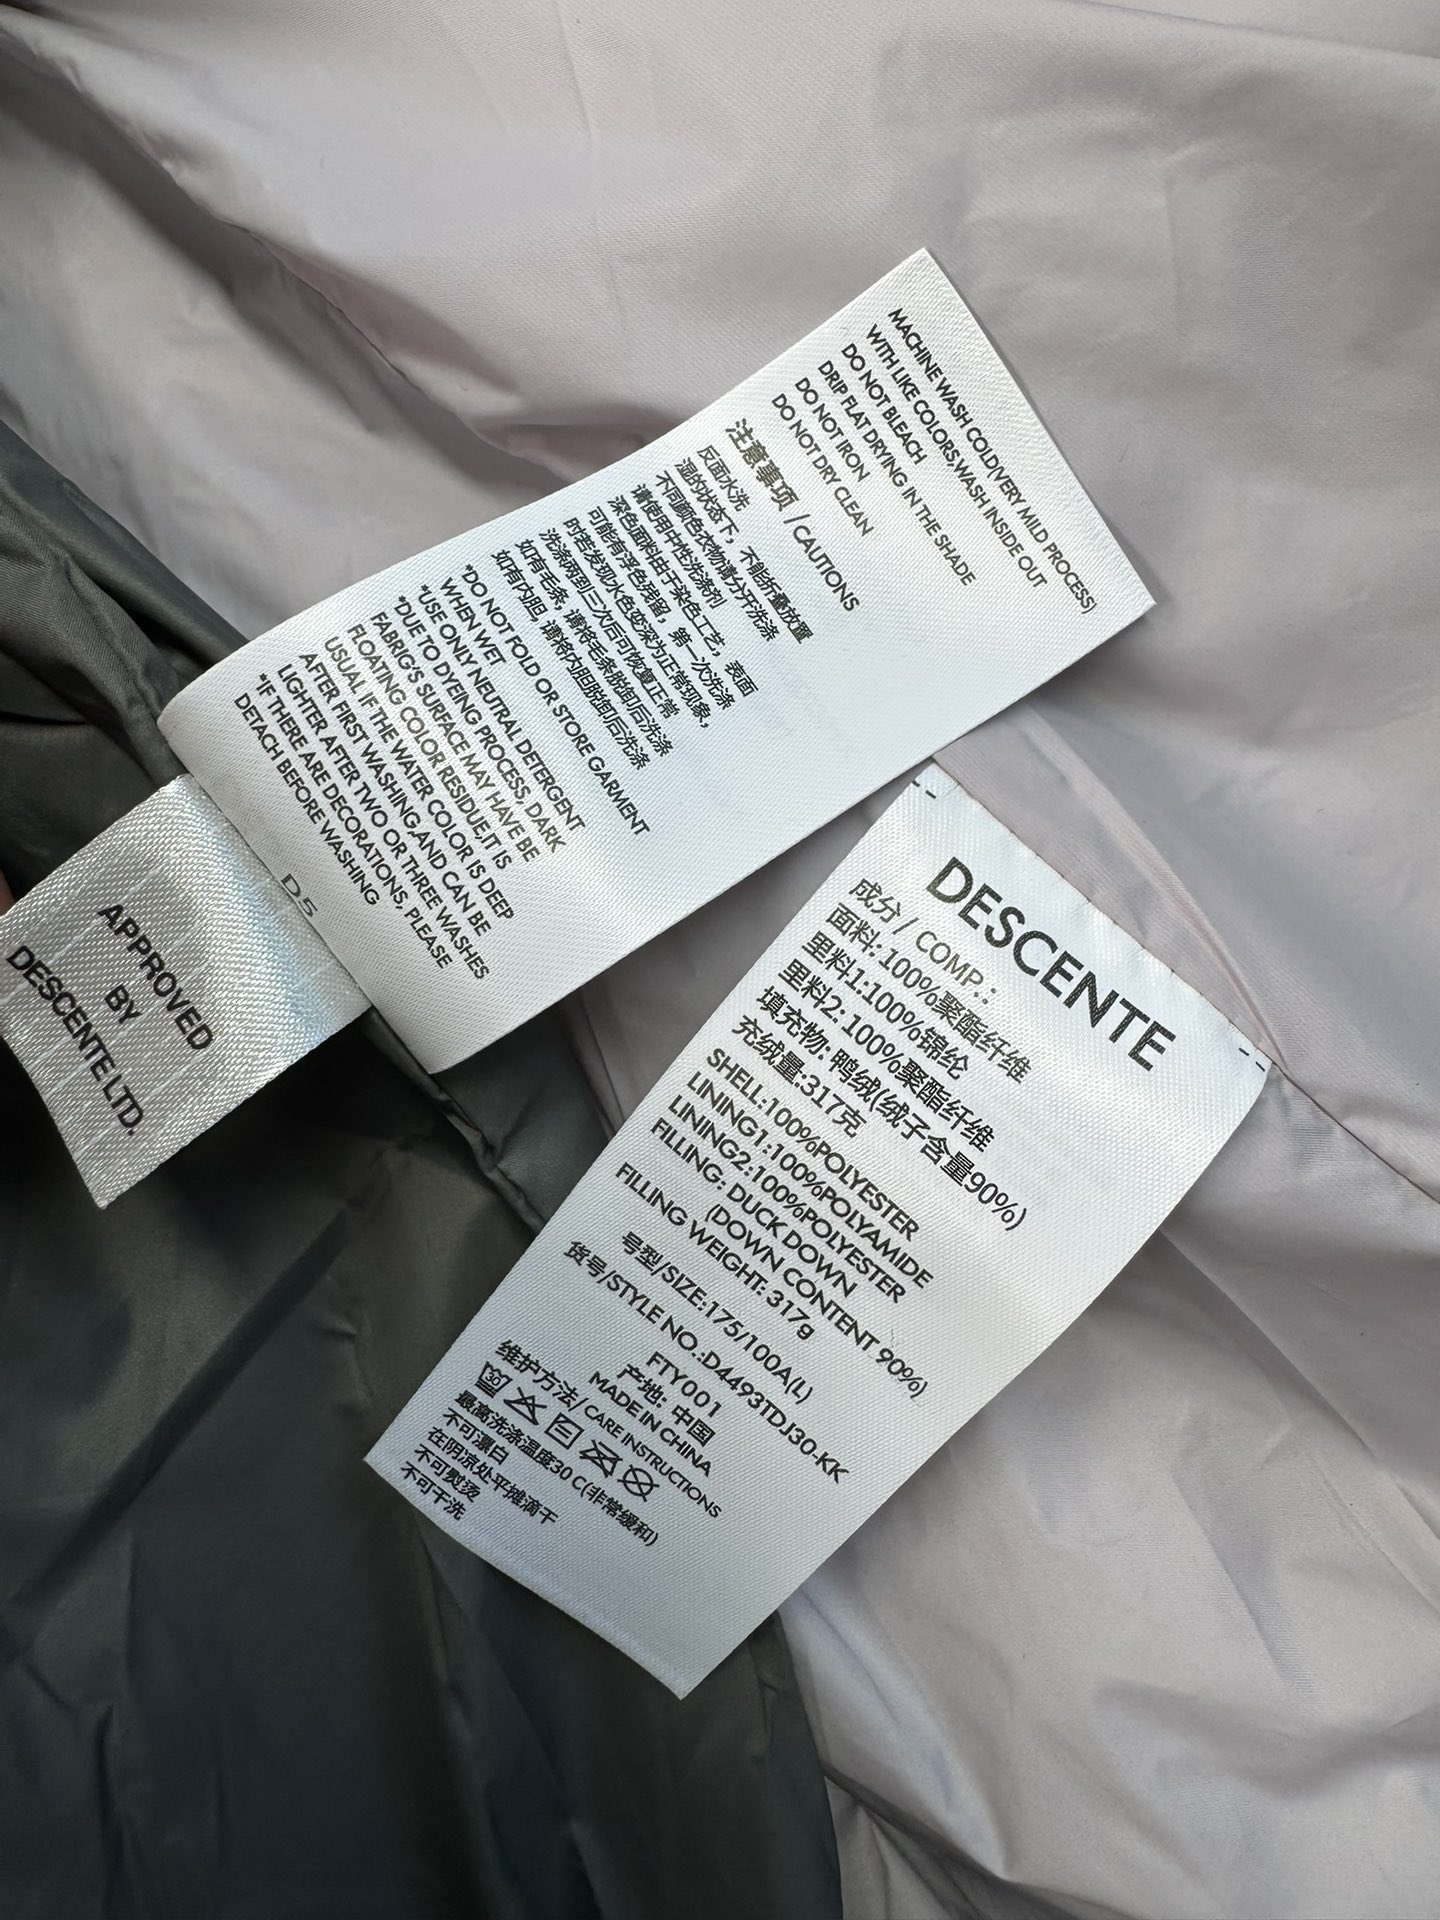 MACHINE WASH COLD(VERY MILD PROCESS)
WITH LIKE COLORS,WASH INSIDE OUT
DO NOT BLEACH
DRIP FLAT DRYING IN THE SHADE
DO NOT IRON
DO NOT DRY CLEAN
注意事项 /CAUTIONS
反面水洗
湿的状态下，不能折叠放置
不同颜色衣物请分开洗涤
请使用中性洗涤剂
深色面料由于染色工艺，表面
可能有浮色残留，第一次洗涤
时若发现水色变深为正常现象，
洗涤两到三次后可恢复正常
如有毛条，请将毛条脱卸后洗涤
如有内胆，请将内胆脱卸后洗涤
*DO NOT FOLD OR STORE GARMENT
WHEN WET
*USE ONLY NEUTRAL DETERGENT
*DUE TO DYEING PROCESS, DARK
FABRIG'S SURFACE MAY HAVE BE
FLOATING COLOR RESIDUE,IT IS
USUAL IF THE WATER COLOR IS DEEP
AFTER FIRST WASHING,AND CAN BE
LIGHTER AFTER TWO OR THREE WASHES
*IF THERE ARE DECORATIONS, PLEASE
DETACH BEFORE WASHING
D5
APPROVED
BY
DESCENTE LTD.
DESCENTE
成分 / COMP.:
面料: 100%聚酯纤维
里料1:100%锦纶
里料2: 100%聚酯纤维
填充物: 鸭绒(绒子含量90%)
充绒量:317克
SHELL:100%POLYESTER
LINING1:100%POLYAMIDE
LINING2:100%POLYESTER
FILLING: DUCK DOWN
(DOWN CONTENT 90%)
FILLING WEIGHT: 317g
号型/SIZE:175/100A(L)
货号/STYLE NO.:D4493TDJ30-KK
FTY001
产地: 中国
MADE IN CHINA
维护方法/ CARE INSTRUCTIONS
30
最高洗涤温度30 C(非常缓和)
不可漂白
在阴凉处平摊滴干
不可熨烫
不可干洗